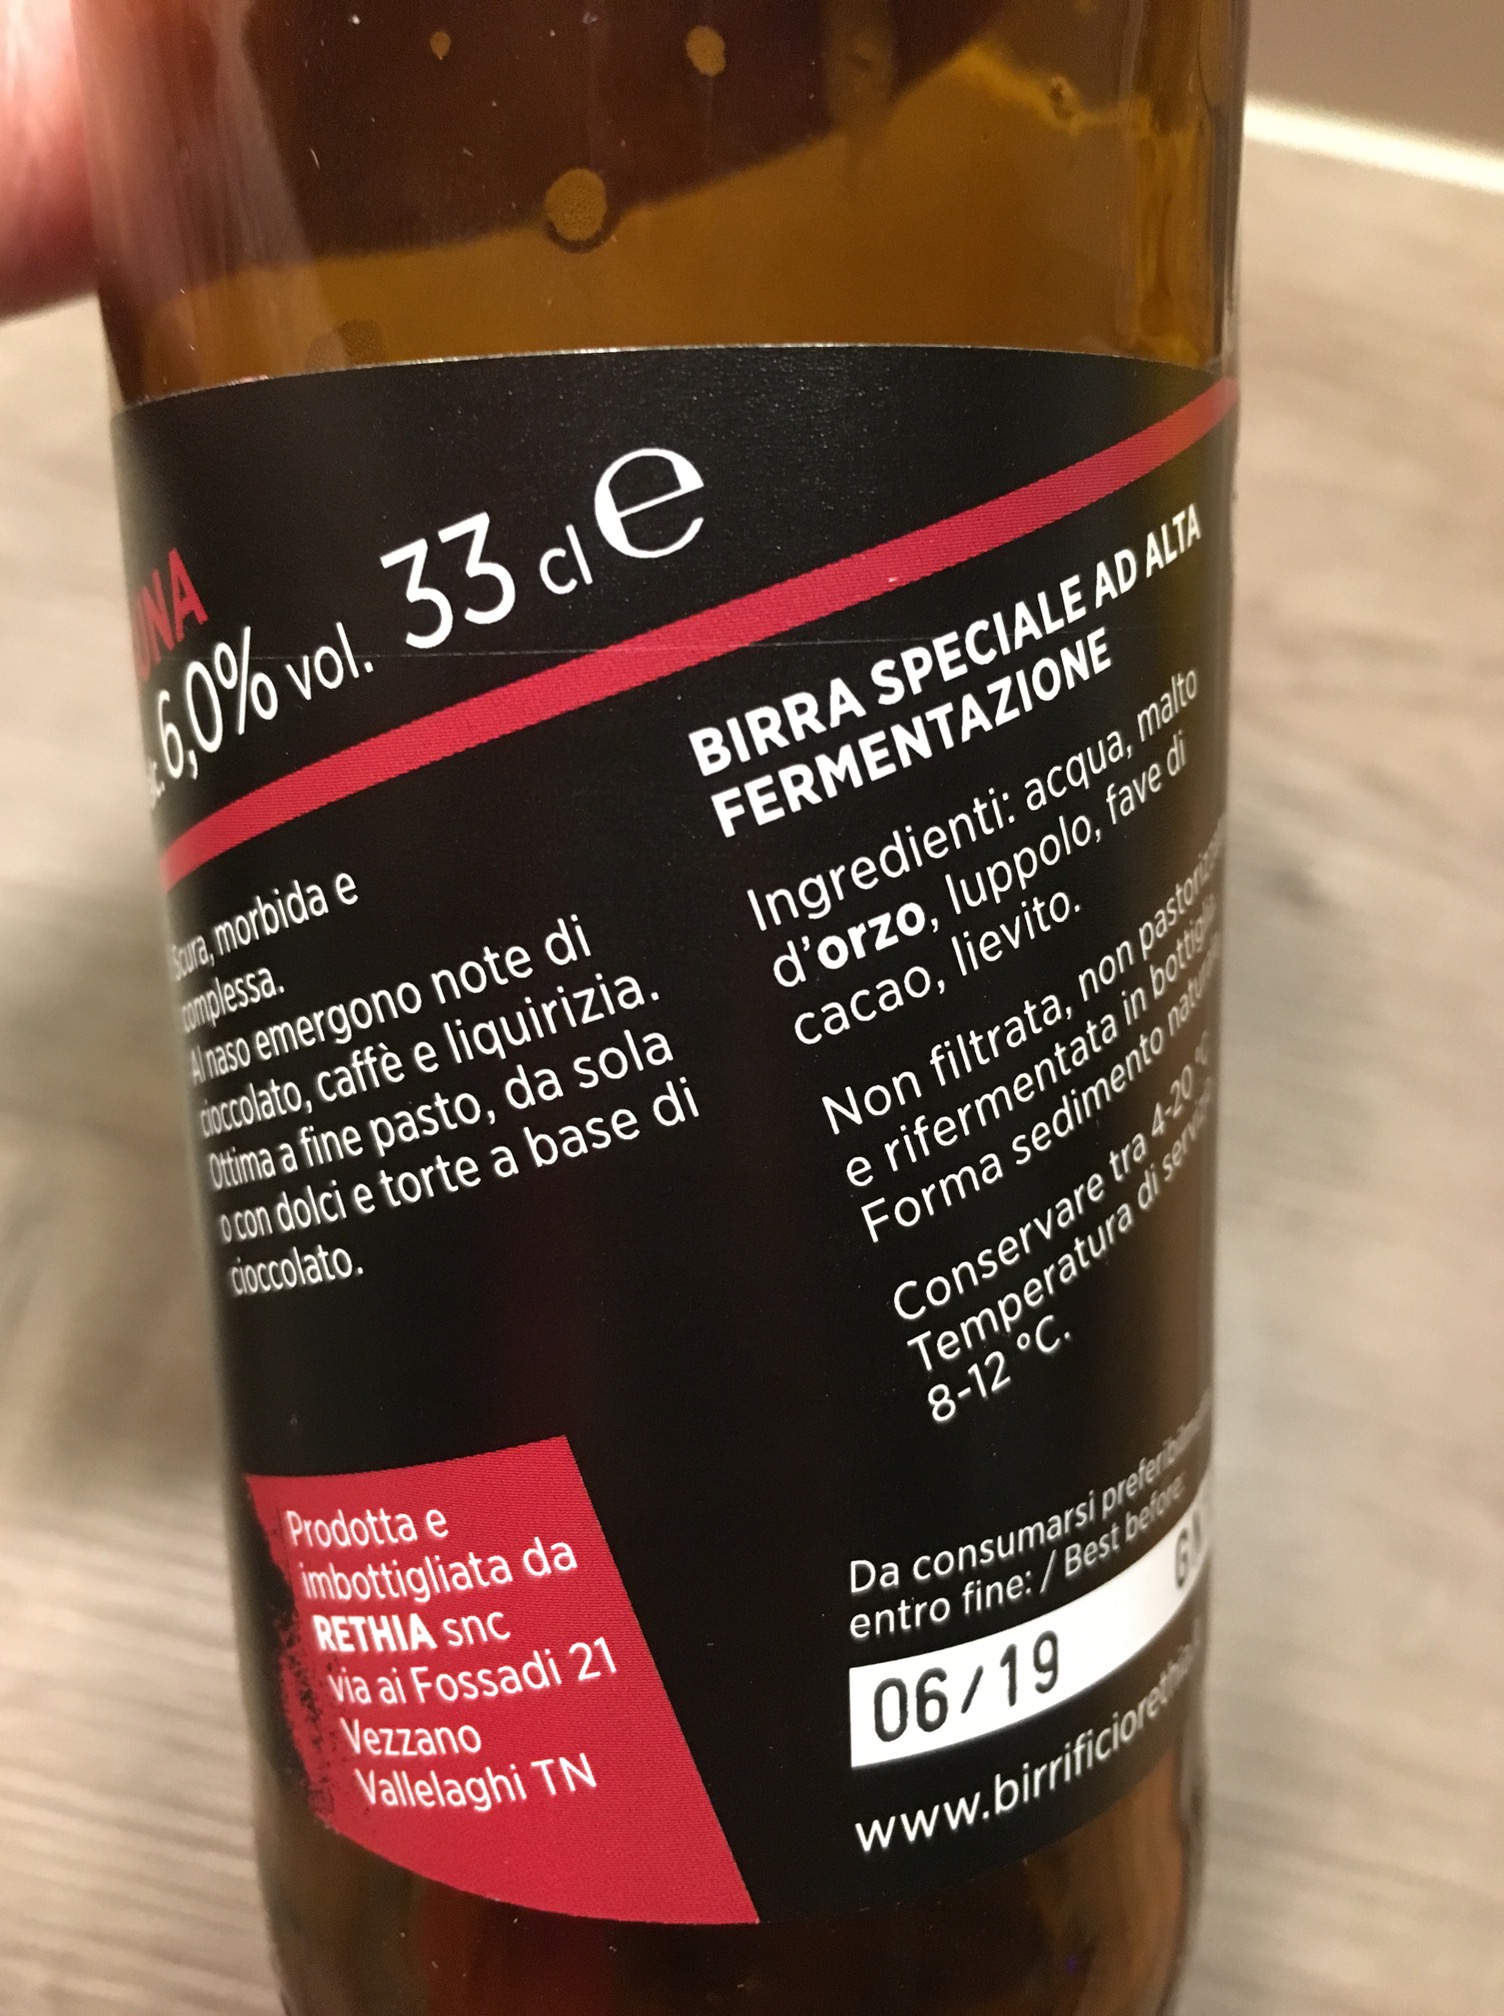 6,0% vol. 33 cl e
Scura, morbida e
complessa.
Al naso emergono note di
cioccolato, caffè e liquirizia.
Ottima a fine pasto, da sola
o con dolci e torte a base di
cioccolato.
Prodotta e
imbottigliata da
RETHIA snc
via ai Fossadi 21
Vezzano
Vallelaghi TN
BIRRA SPECIALE AD ALTA
FERMENTAZIONE
Ingredienti: acqua, malto
d'orzo, luppolo, fave di
cacao, lievito.
Non filtrata, non
e rifermentata in bottiglia.
Forma sedimento
Conservare tra 4-20 °C
Temperatura di
8-12 °C.
Da consumarsi
entro fine: / Best before:
06/19